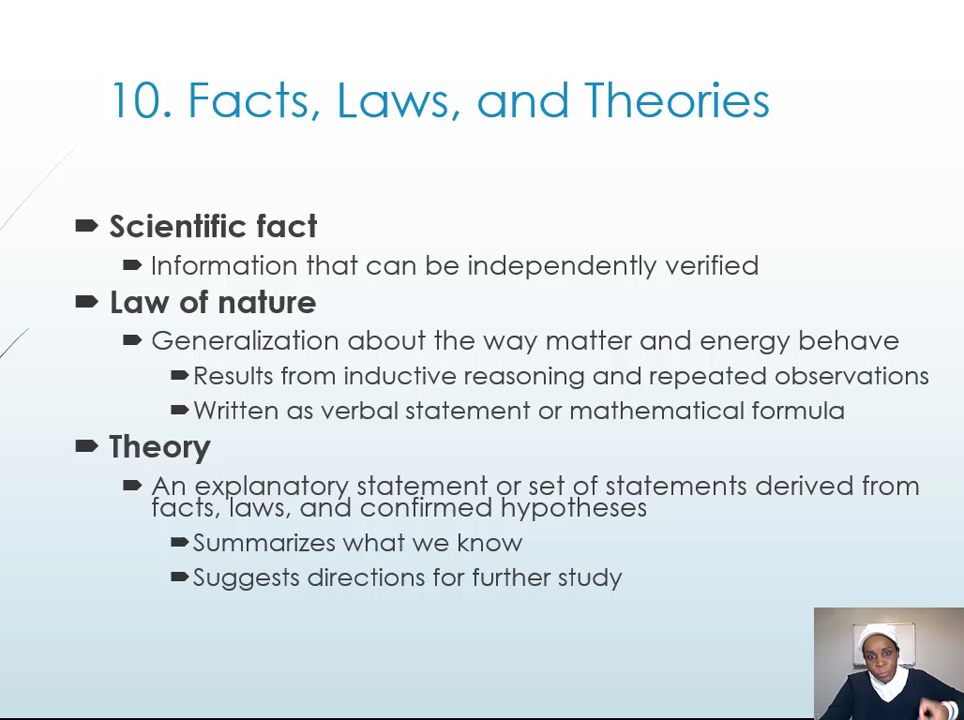 10. Facts, Laws, and Theories
Scientific fact
Information that can be independently verified
Law of nature
Generalization about the way matter and energy behave
Results from inductive reasoning and repeated observations
Written as verbal statement or mathematical formula
Theory
An explanatory statement or set of statements derived from
facts, laws, and confirmed hypotheses
Summarizes what we know
Suggests directions for further study